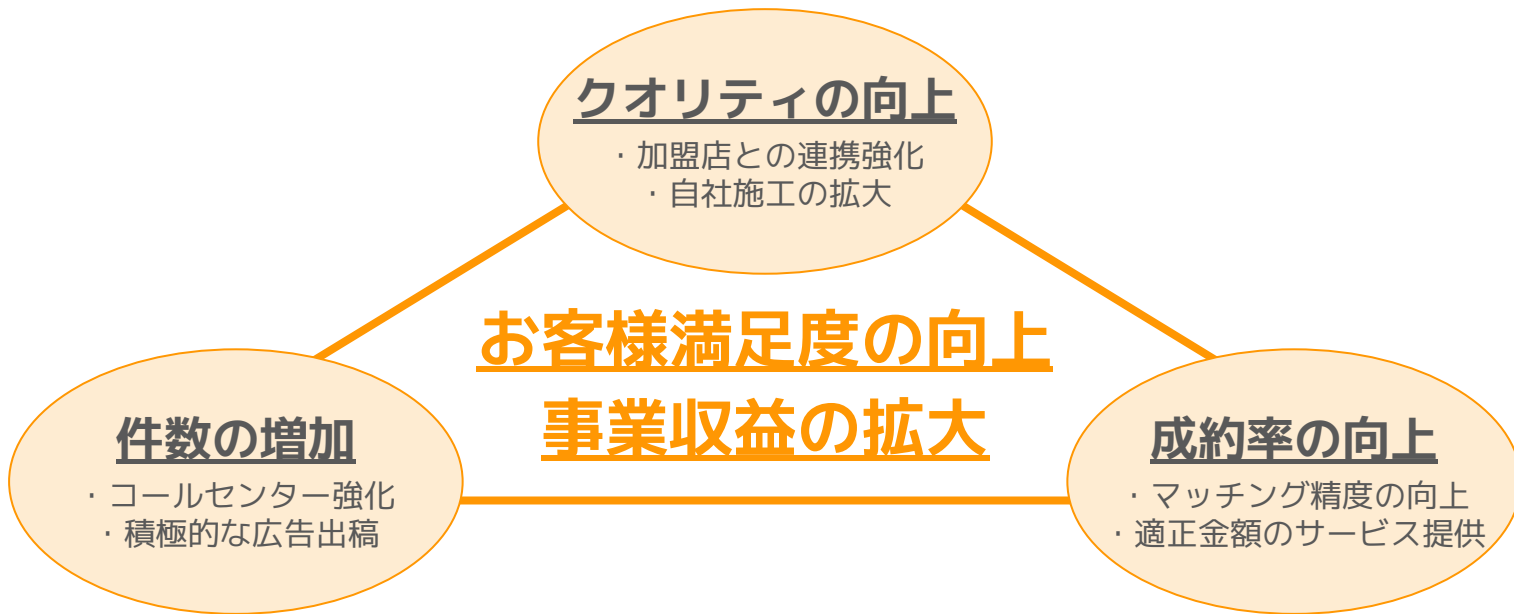 クオリティの向上
・加盟店との連携強化
・自社施工の拡大
お客様満足度の向上
事業収益の拡大
件数の増加
・コールセンター強化
・積極的な広告出稿
成約率の向上
・マッチング精度の向上
・適正金額のサービス提供